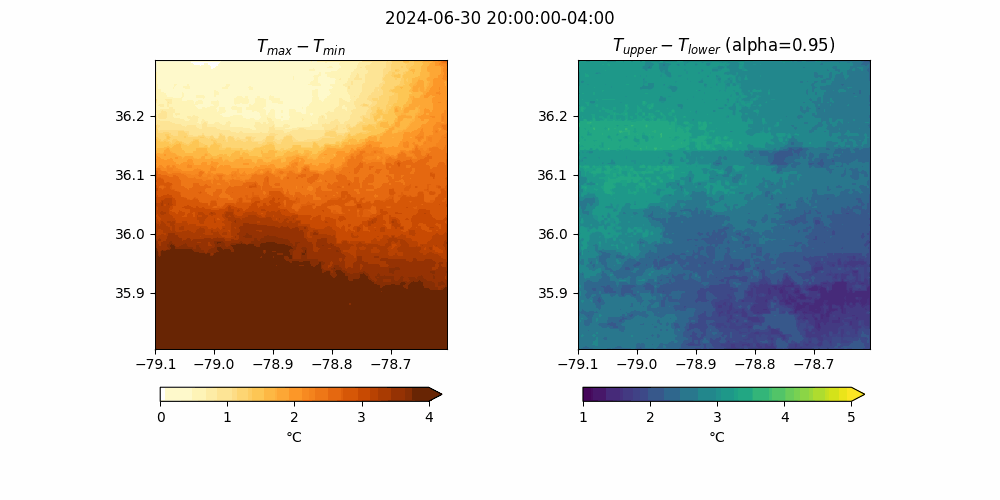 2024-06-30 20:00:00-04:00
T_max − T_min
36.2
36.1
36.0
35.9
−79.1 −79.0 −78.9 −78.8 −78.7
0 1 2 3 4
°C
T_upper − T_lower (alpha=0.95)
36.2
36.1
36.0
35.9
−79.1 −79.0 −78.9 −78.8 −78.7
1 2 3 4 5
°C